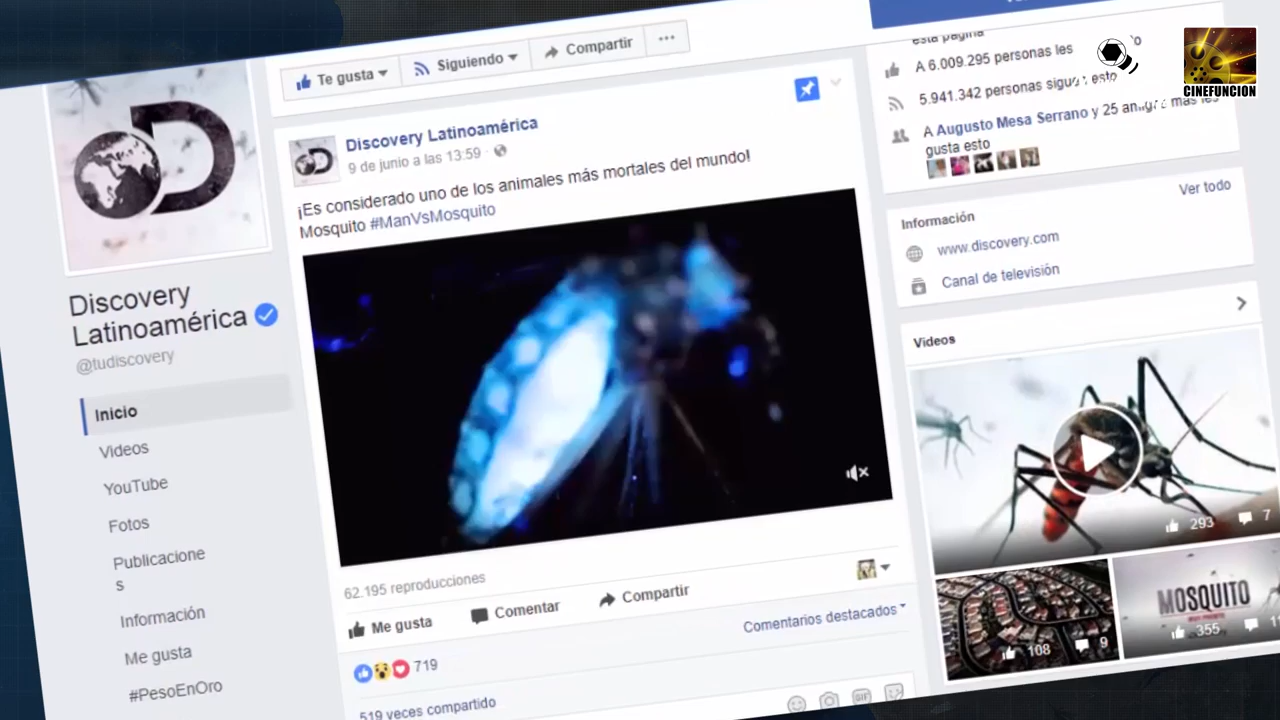 Te gusta
Siguiendo
Compartir
Discovery Latinoamérica
9 de junio a las 13:59
¡Es considerado uno de los animales más mortales del mundo!
Mosquito #ManVsMosquito
62.195 reproducciones
Me gusta
Comentar
Compartir
Comentarios destacados
719
519 veces compartido
GIF
Discovery
Latinoamérica
@tudiscovery
Inicio
Videos
YouTube
Fotos
Publicacione
s
Información
Me gusta
#PesoEnOro
esta página
A 6.009.295 personas les
5.941.342 personas siguen esto
A Augusto Mesa Serrano y 25 amigos más les
gusta esto
Ver todo
Información
www.discovery.com
Canal de televisión
Videos
293 7
108 9
MOSQUITO
355
CINEFUNCION